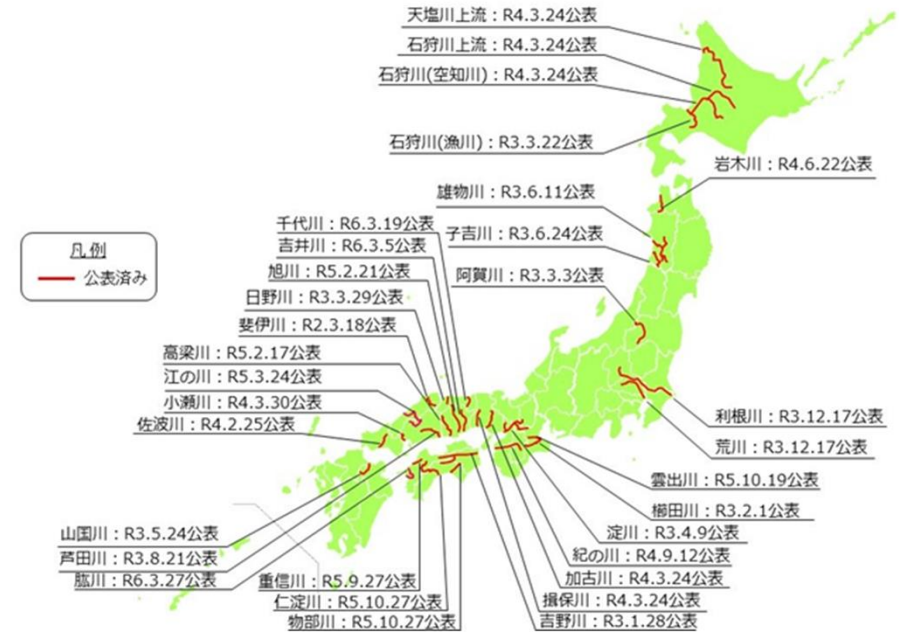 天塩川上流：R4.3.24公表
石狩川上流：R4.3.24公表
石狩川(空知川)：R4.3.24公表
石狩川(漁川)：R3.3.22公表
岩木川：R4.6.22公表
雄物川：R3.6.11公表
子吉川：R3.6.24公表
阿賀川：R3.3.3公表
千代川：R6.3.19公表
吉井川：R6.3.5公表
旭川：R5.2.21公表
日野川：R3.3.29公表
斐伊川：R2.3.18公表
高梁川：R5.2.17公表
江の川：R5.3.24公表
小瀬川：R4.3.30公表
佐波川：R4.2.25公表
凡例
公表済み
利根川：R3.12.17公表
荒川：R3.12.17公表
雲出川：R5.10.19公表
櫛田川：R3.2.1公表
淀川：R3.4.9公表
紀の川：R4.9.12公表
加古川：R4.3.24公表
揖保川：R4.3.24公表
吉野川：R3.1.28公表
山国川：R3.5.24公表
芦田川：R3.8.21公表
肱川：R6.3.27公表
重信川：R5.9.27公表
仁淀川：R5.10.27公表
物部川：R5.10.27公表